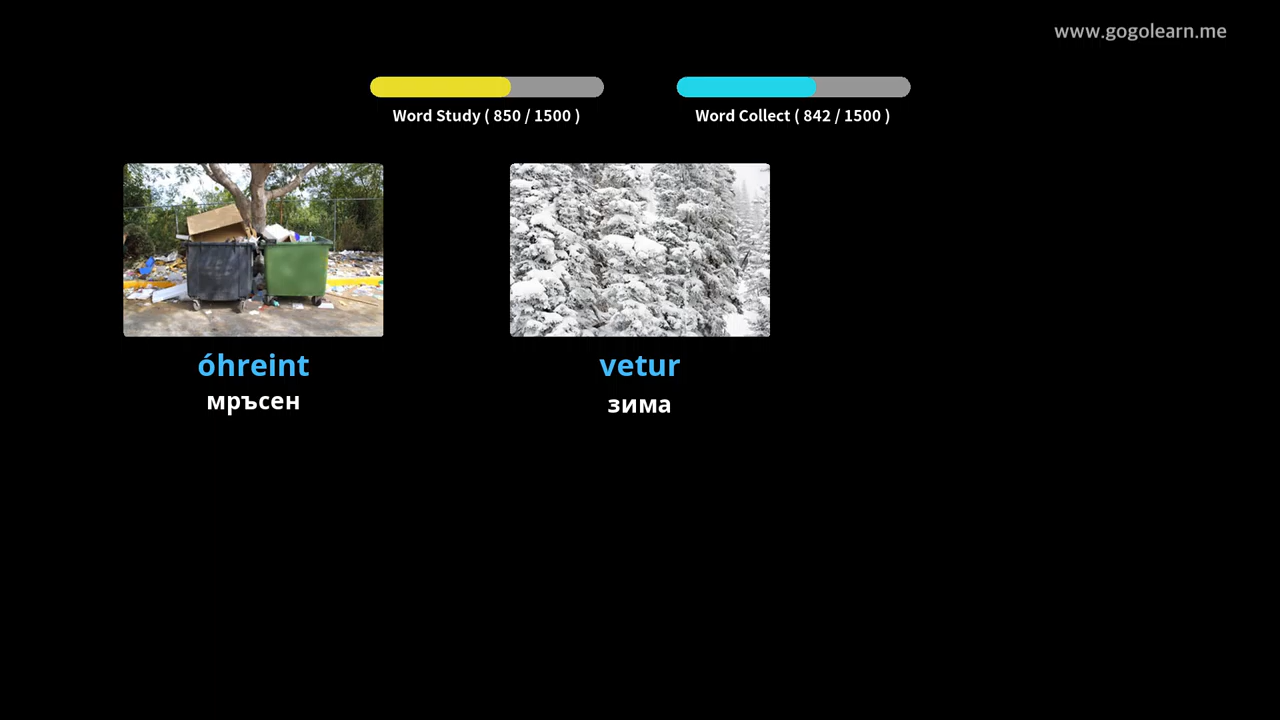 www.gogolearn.me
Word Study ( 850 / 1500 )
Word Collect ( 842 / 1500 )
óhreint
мръсен
vetur
зима